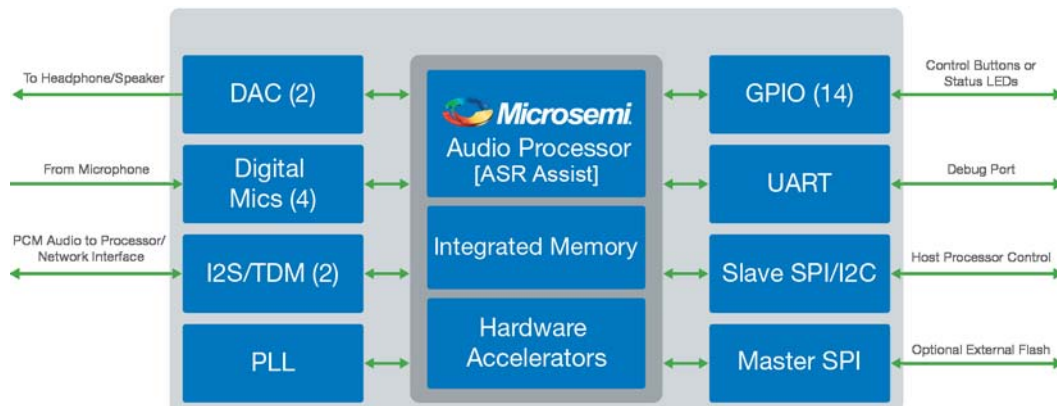 To Headphone/Speaker
DAC (2)
From Microphone
Digital
Mics (4)
PCM Audio to Processor/
Network Interface
I2S/TDM (2)
PLL
Microsemi.
Audio Processor
[ASR Assist]
Integrated Memory
Hardware
Accelerators
GPIO (14)
Control Buttons or
Status LEDs
UART
Debug Port
Slave SPI/I2C
Host Processor Control
Master SPI
Optional External Flash